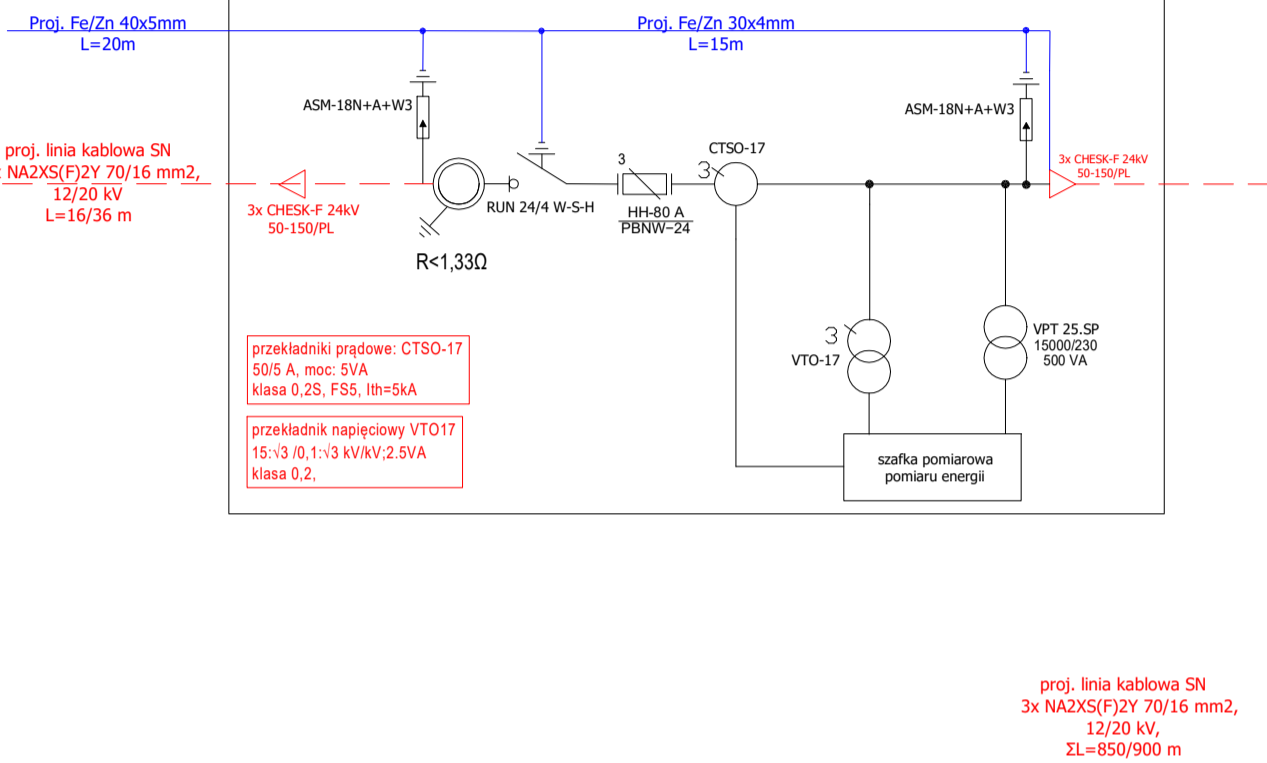 Proj. Fe/Zn 40x5mm
L=20m
Proj. Fe/Zn 30x4mm
L=15m
ASM-18N+A+W3
ASM-18N+A+W3
proj. linia kablowa SN
NA2XS(F)2Y 70/16 mm2,
12/20 kV
L=16/36 m
3x CHESK-F 24kV
50-150/PL
R<1,33Ω
RUN 24/4 W-S-H
3
HH-80 A
PBNW-24
CTSO-17
3
3x CHESK-F 24kV
50-150/PL
3
VTO-17
VPT 25.SP
15000/230
500 VA
przekładniki prądowe: CTSO-17
50/5 A, moc: 5VA
klasa 0,2S, FS5, Ith=5kA
przekładnik napięciowy VTO17
15:√3 /0,1:√3 kV/kV;2.5VA
klasa 0,2,
szafka pomiarowa
pomiaru energii
proj. linia kablowa SN
3x NA2XS(F)2Y 70/16 mm2,
12/20 kV,
ΣL=850/900 m